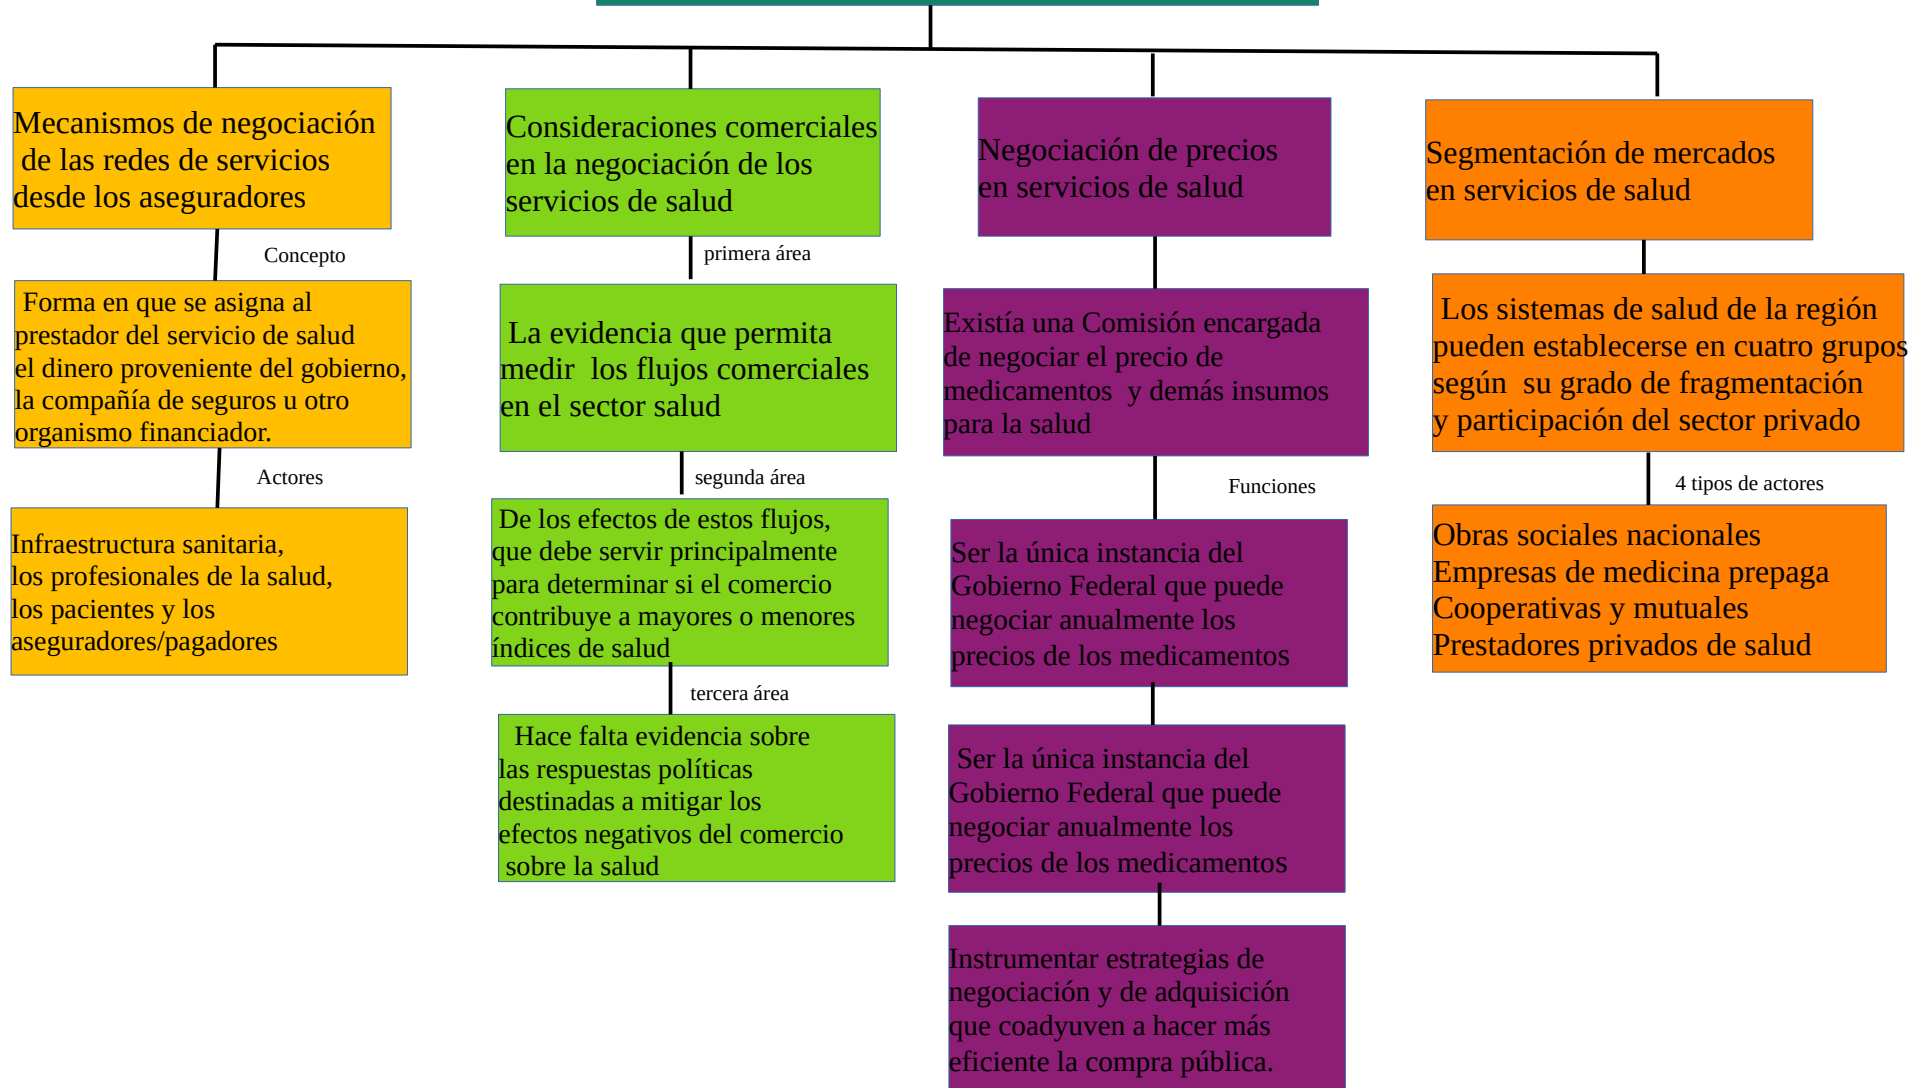 Mecanismos de negociación
de las redes de servicios
desde los aseguradores
Concepto
Forma en que se asigna al
prestador del servicio de salud
el dinero proveniente del gobierno,
la compañía de seguros u otro
organismo financiador.
Actores
Infraestructura sanitaria,
los profesionales de la salud,
los pacientes y los
aseguradores/pagadores
Consideraciones comerciales
en la negociación de los
servicios de salud
primera área
La evidencia que permita
medir los flujos comerciales
en el sector salud
segunda área
De los efectos de estos flujos,
que debe servir principalmente
para determinar si el comercio
contribuye a mayores o menores
índices de salud
tercera área
Hace falta evidencia sobre
las respuestas políticas
destinadas a mitigar los
efectos negativos del comercio
sobre la salud
Negociación de precios
en servicios de salud
Existía una Comisión encargada
de negociar el precio de
medicamentos y demás insumos
para la salud
Funciones
Ser la única instancia del
Gobierno Federal que puede
negociar anualmente los
precios de los medicamentos
Ser la única instancia del
Gobierno Federal que puede
negociar anualmente los
precios de los medicamentos
Instrumentar estrategias de
negociación y de adquisición
que coadyuven a hacer más
eficiente la compra pública.
Segmentación de mercados
en servicios de salud
Los sistemas de salud de la región
pueden establecerse en cuatro grupos
según su grado de fragmentación
y participación del sector privado
4 tipos de actores
Obras sociales nacionales
Empresas de medicina prepaga
Cooperativas y mutuales
Prestadores privados de salud